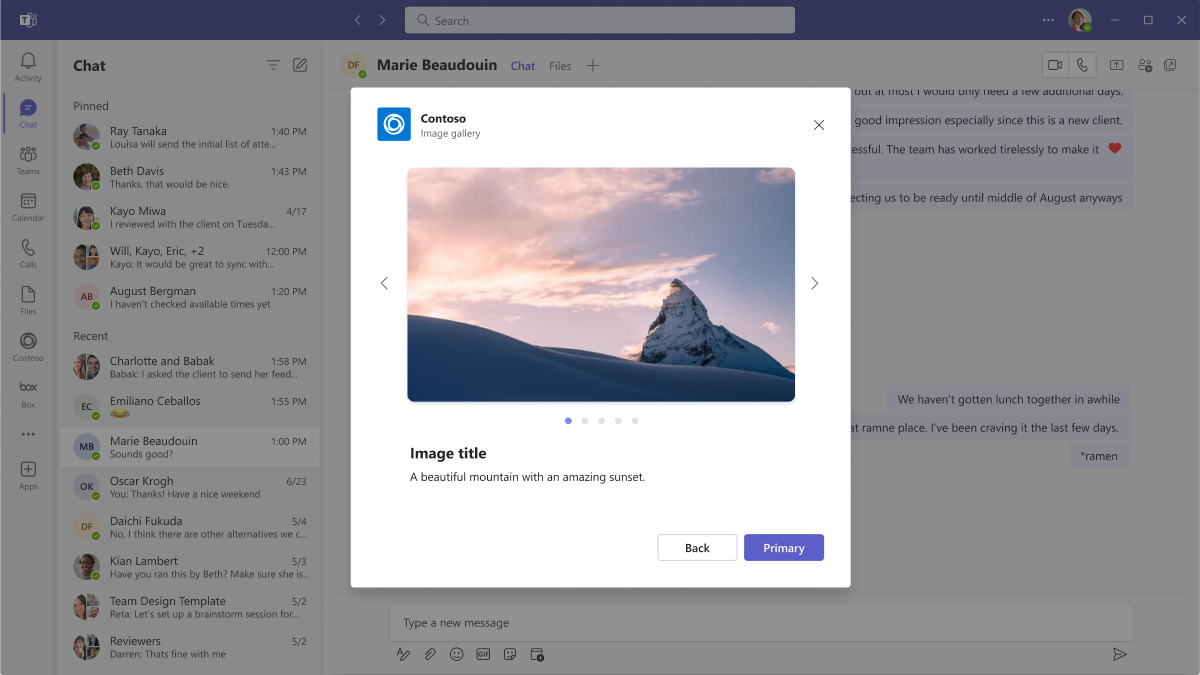 Search
Activity
Chat
Teams
Calendar
Calls
Files
Contoso
box
Box
Apps
Chat
Pinned
Ray Tanaka 1:40 PM
Louisa will send the initial list of atte...
Beth Davis 1:43 PM
Thanks, that would be nice.
Kayo Miwa 4/17
I reviewed with the client on Tuesda...
Will, Kayo, Eric, +2 12:00 PM
Kayo: It would be great to sync with...
AB
August Bergman 1:20 PM
I haven't checked available times yet
Recent
Charlotte and Babak 1:58 PM
Babak: I asked the client to send her feed...
EC
Emiliano Ceballos 1:55 PM
MB
Marie Beaudouin 1:00 PM
Sounds good?
OK
Oscar Krogh 6/23
You: Thanks! Have a nice weekend
DF
Daichi Fukuda 5/4
No, I think there are other alternatives we c...
Kian Lambert 5/3
Have you ran this by Beth? Make sure she is...
Team Design Template 5/2
Reta: Let's set up a brainstorm session for...
Reviewers 5/2
Darren: Thats fine with me
DF Marie Beaudouin Chat Files
but at most I would only need a few additional days.
good impression especially since this is a new client.
essful. The team has worked tirelessly to make it
ecting us to be ready until middle of August anyways
We haven't gotten lunch together in awhile
at ramne place. I've been craving it the last few days.
*ramen
Contoso
Image gallery
Image title
A beautiful mountain with an amazing sunset.
Back Primary
Type a new message
GIF